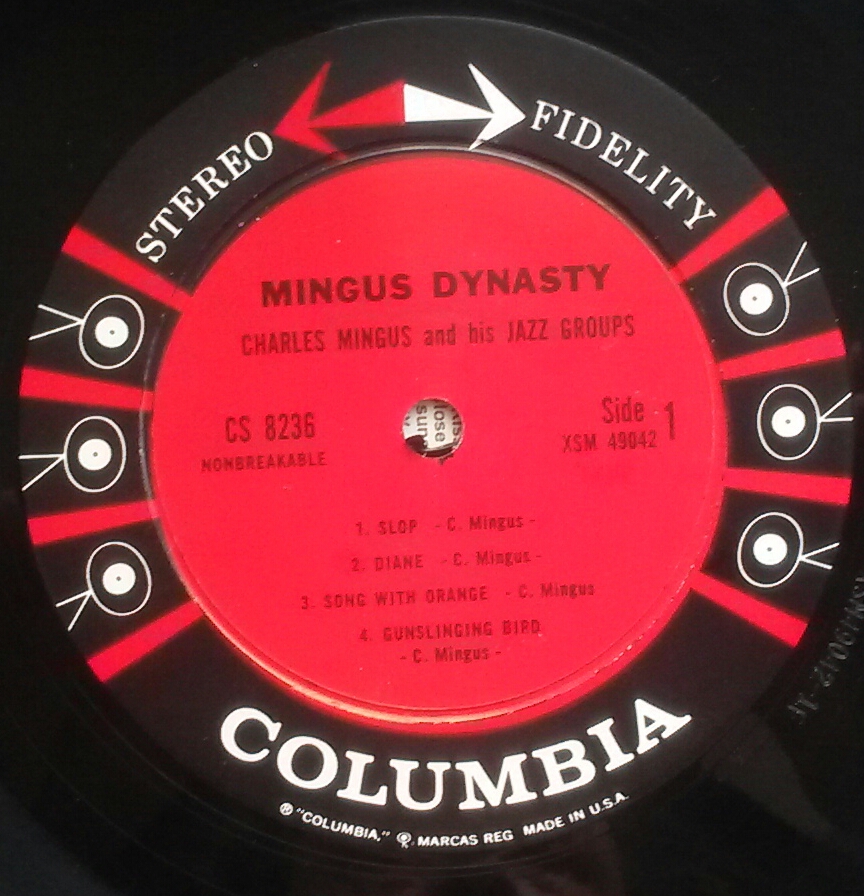 STEREO FIDELITY
MINGUS DYNASTY
CHARLES MINGUS and his JAZZ GROUPS
CS 8236
NONBREAKABLE
Side 1
XSM 49042
lose
sun
1. SLOP - C. Mingus -
2. DIANE - C. Mingus -
3. SONG WITH ORANGE - C. Mingus
4. GUNSLINGING BIRD
- C. Mingus -
COLUMBIA
® "COLUMBIA," MARCAS REG MADE IN U.S.A.